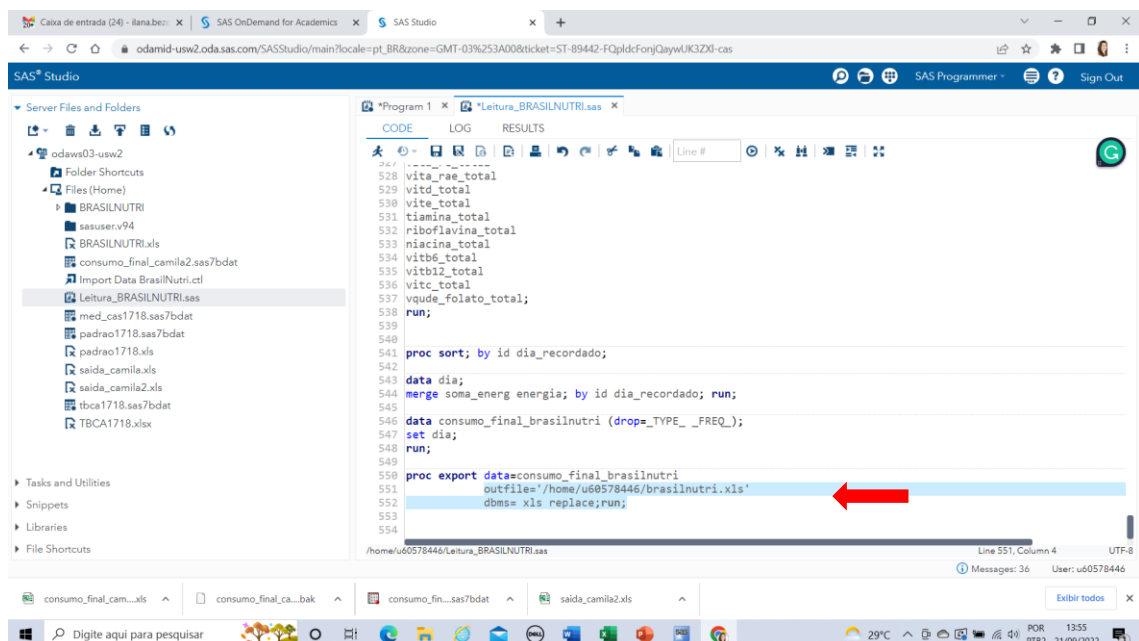 Caixa de entrada (24) - ilana.beze
SAS OnDemand for Academics
SAS Studio
odamid-usw2.oda.sas.com/SASStudio/main?locale=pt_BR&zone=GMT-03%253A00&ticket=ST-89442-FQpldcFonjQaywUK3ZXI-cas
SAS® Studio
SAS Programmer
Sign Out
Server Files and Folders
odaws03-usw2
Folder Shortcuts
Files (Home)
BRASILNUTRI
sasuser.v94
BRASILNUTRI.xls
consumo_final_camila2.sas7bdat
Import Data BrasilNutri.ctl
Leitura_BRASILNUTRI.sas
med_cas1718.sas7bdat
padrao1718.sas7bdat
padrao1718.xls
saida_camila.xls
saida_camila2.xls
tbca1718.sas7bdat
TBCA1718.xlsx
Tasks and Utilities
Snippets
Libraries
File Shortcuts
*Program 1
*Leitura_BRASILNUTRI.sas
CODE LOG RESULTS
Line #
527
528 vita_rae_total
529 vitd_total
530 vite_total
531 tiamina_total
532 riboflavina_total
533 niacina_total
534 vitb6_total
535 vitb12_total
536 vitc_total
537 vqude_folato_total;
538 run;
539
540
541 proc sort; by id dia_recordado;
542
543 data dia;
544 merge soma_energ energia; by id dia_recordado; run;
545
546 data consumo_final_brasilnutri (drop=_TYPE_ _FREQ_);
547 set dia;
548 run;
549
550 proc export data=consumo_final_brasilnutri
551 outfile='/home/u60578446/brasilnutri.xls'
552 dbms= xls replace;run;
553
554
/home/u60578446/Leitura_BRASILNUTRI.sas
Line 551, Column 4
UTF-8
Messages: 36
User: u60578446
consumo_final_cam....xls
consumo_final_ca....bak
consumo_fin....sas7bdat
saida_camila2.xls
Exibir todos
Digite aqui para pesquisar
29°C
POR
PTB2
13:55
21/09/2022